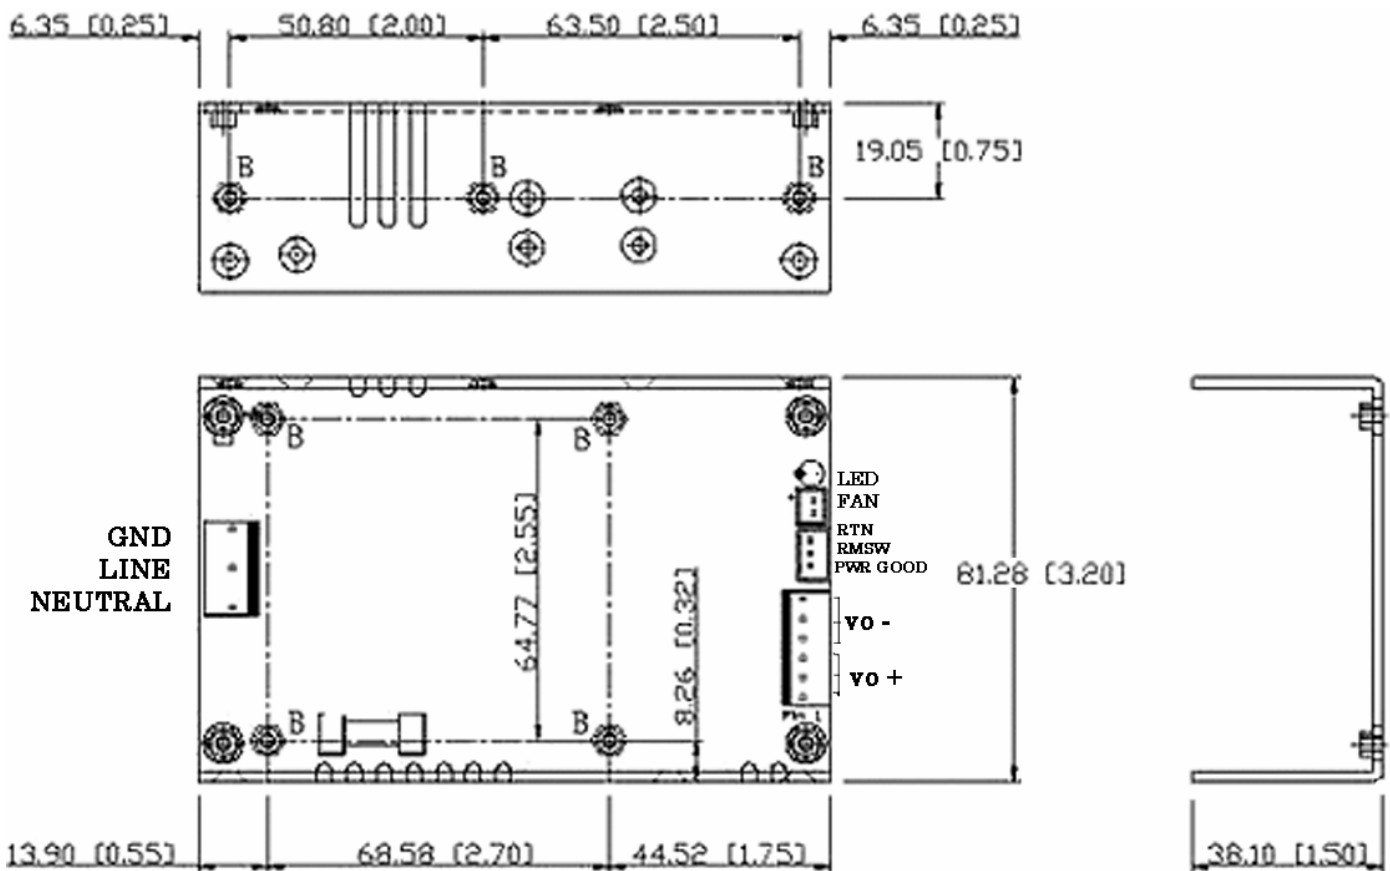 6.35 [0.25] 50.80 [2.00] 63.50 [2.50] 6.35 [0.25]
19.05 [0.75]
B B B
B B
LED
FAN
RTN
RMSW
PWR GOOD
GND
LINE
NEUTRAL
64.77 [2.55]
8.26 [0.32]
81.28 [3.20]
VO -
VO +
Pin 1
B B
13.90 [0.55] 68.58 [2.70] 44.52 [1.75] 38.10 [1.50]